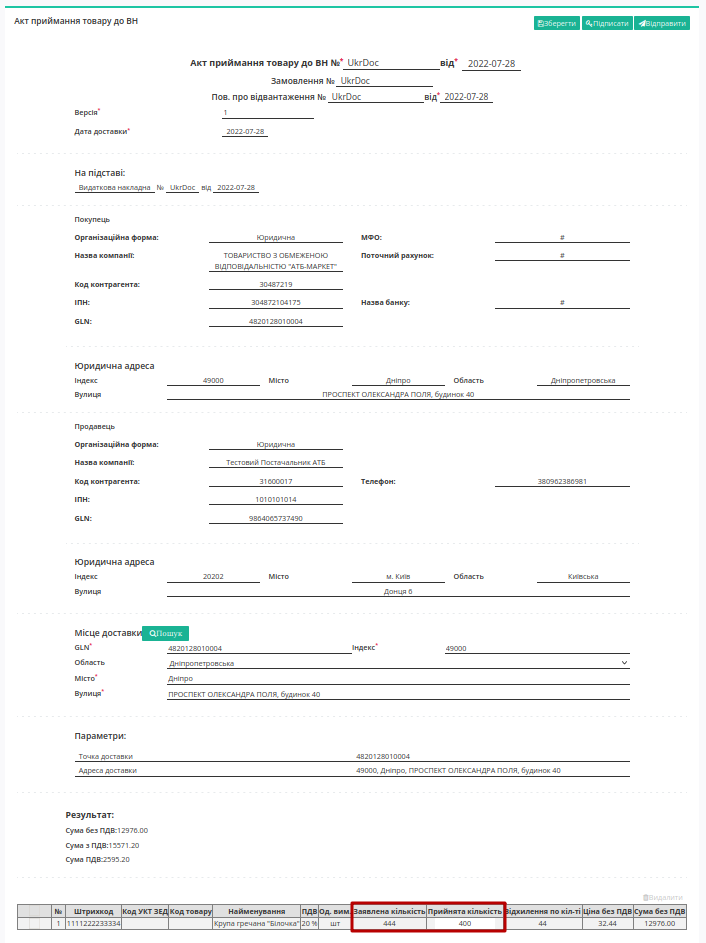 Акт приймання товару до ВН
Зберегти Підписати Відправити
Акт приймання товару до ВН №* UkrDoc від* 2022-07-28
Замовлення № UkrDoc
Пов. про відвантаження № UkrDoc від* 2022-07-28
Версія* 1
Дата доставки* 2022-07-28
На підставі:
Видаткова накладна № UkrDoc від 2022-07-28
Покупець
Організаційна форма: Юридична МФО: #
Назва компанії: ТОВАРИСТВО З ОБМЕЖЕНОЮ Поточний рахунок: #
ВІДПОВІДАЛЬНІСТЮ "АТБ-МАРКЕТ"
Код контрагента: 30487219
ІПН: 304872104175 Назва банку: #
GLN: 4820128010004
Юридична адреса
Індекс 49000 Місто Дніпро Область Дніпропетровська
Вулиця ПРОСПЕКТ ОЛЕКСАНДРА ПОЛЯ, будинок 40
Продавець
Організаційна форма: Юридична
Назва компанії: Тестовий Постачальник АТБ
Код контрагента: 31600017 Телефон: 380962386981
ІПН: 1010101014
GLN: 9864065737490
Юридична адреса
Індекс 20202 Місто м. Київ Область Київська
Вулиця Донця 6
Місце доставки Пошук
GLN* 4820128010004 Індекс* 49000
Область Дніпропетровська
Місто* Дніпро
Вулиця* ПРОСПЕКТ ОЛЕКСАНДРА ПОЛЯ, будинок 40
Параметри:
Точка доставки 4820128010004
Адреса доставки 49000, Дніпро, ПРОСПЕКТ ОЛЕКСАНДРА ПОЛЯ, будинок 40
Результат:
Сума без ПДВ:12976.00
Сума з ПДВ:15571.20
Сума ПДВ:2595.20
Видалити
№ Штрихкод Код УКТ ЗЕД Код товару Найменування ПДВ Од. вим. Заявлена кількість Прийнята кількість Відхилення по кіл-ті Ціна без ПДВ Сума без ПДВ
1 1111222233334 Крупа гречана "Білочка" 20 % шт 444 400 44 32.44 12976.00